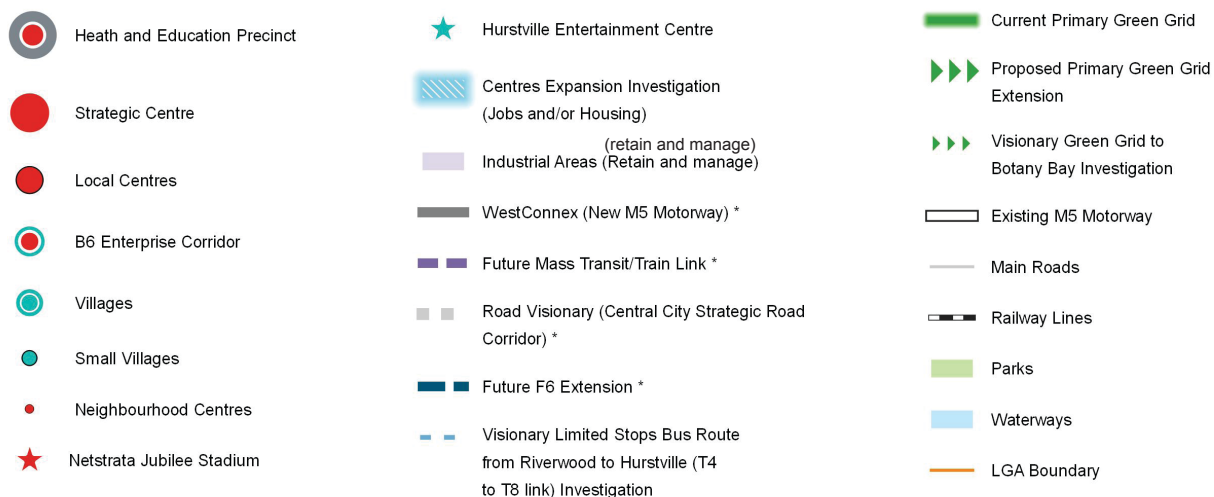 Heath and Education Precinct
Strategic Centre
Local Centres
B6 Enterprise Corridor
Villages
Small Villages
Neighbourhood Centres
Netstrata Jubilee Stadium
Hurstville Entertainment Centre
Centres Expansion Investigation
(Jobs and/or Housing)
(retain and manage)
Industrial Areas (Retain and manage)
WestConnex (New M5 Motorway) *
Future Mass Transit/Train Link *
Road Visionary (Central City Strategic Road
Corridor) *
Future F6 Extension *
Visionary Limited Stops Bus Route
from Riverwood to Hurstville (T4
to T8 link) Investigation
Current Primary Green Grid
Proposed Primary Green Grid
Extension
Visionary Green Grid to
Botany Bay Investigation
Existing M5 Motorway
Main Roads
Railway Lines
Parks
Waterways
LGA Boundary